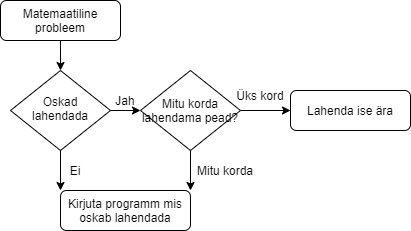 Matemaatiline
probleem
Oskad
lahendada
Jah
Mitu korda
lahendama pead?
Üks kord
Lahenda ise ära
Ei
Mitu korda
Kirjuta programm mis
oskab lahendada